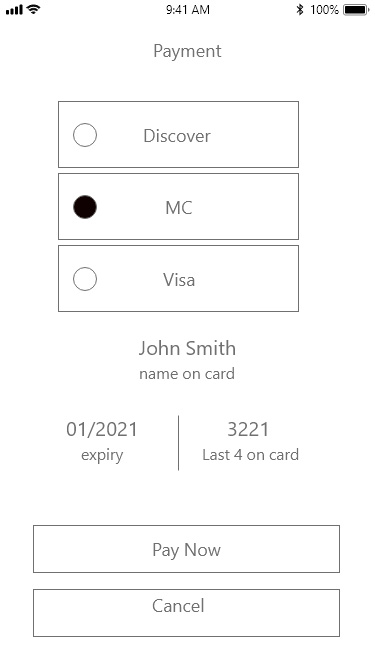 9:41 AM 100%
Payment
Discover
MC
Visa
John Smith
name on card
01/2021 3221
expiry Last 4 on card
Pay Now
Cancel